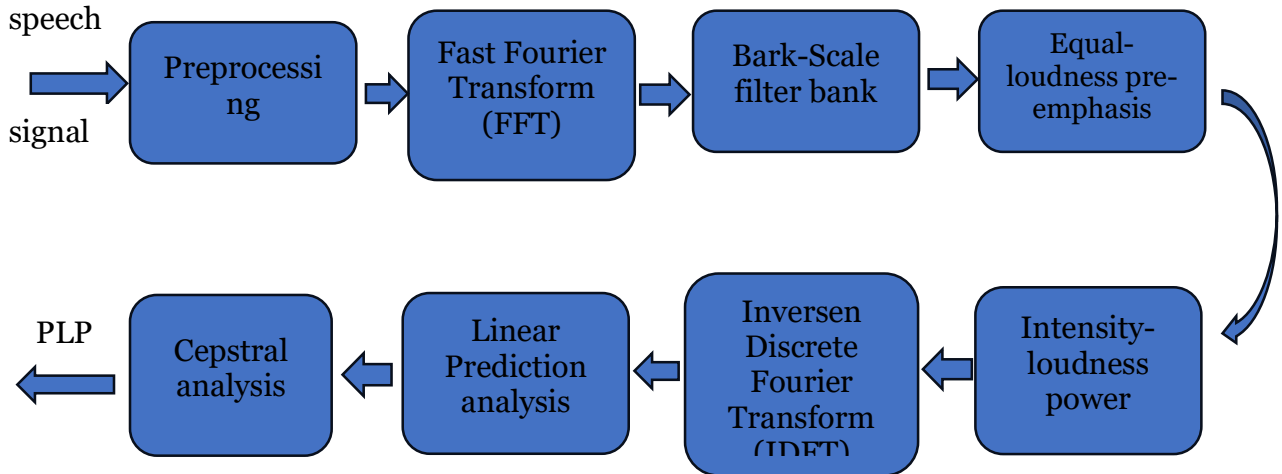 speech
signal
Preprocessi
ng
Fast Fourier
Transform
(FFT)
Bark-Scale
filter bank
Equal-
loudness pre-
emphasis
Intensity-
loudness
power
Inversen
Discrete
Fourier
Transform
(IDFT)
Linear
Prediction
analysis
Cepstral
analysis
PLP